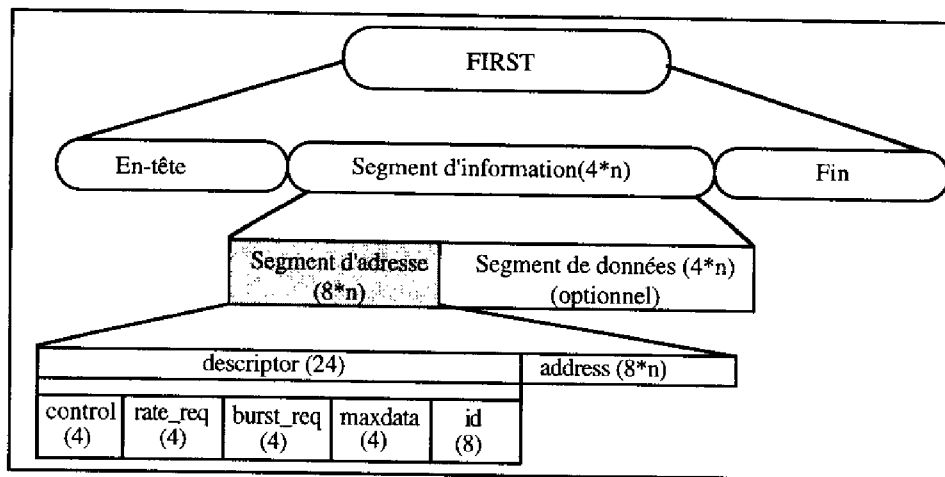 FIRST
En-tête
Segment d'information(4*n)
Fin
Segment d'adresse
(8*n)
Segment de données (4*n)
(optionnel)
descriptor (24)
address (8*n)
control
(4)
rate_req
(4)
burst_req
(4)
maxdata
(4)
id
(8)